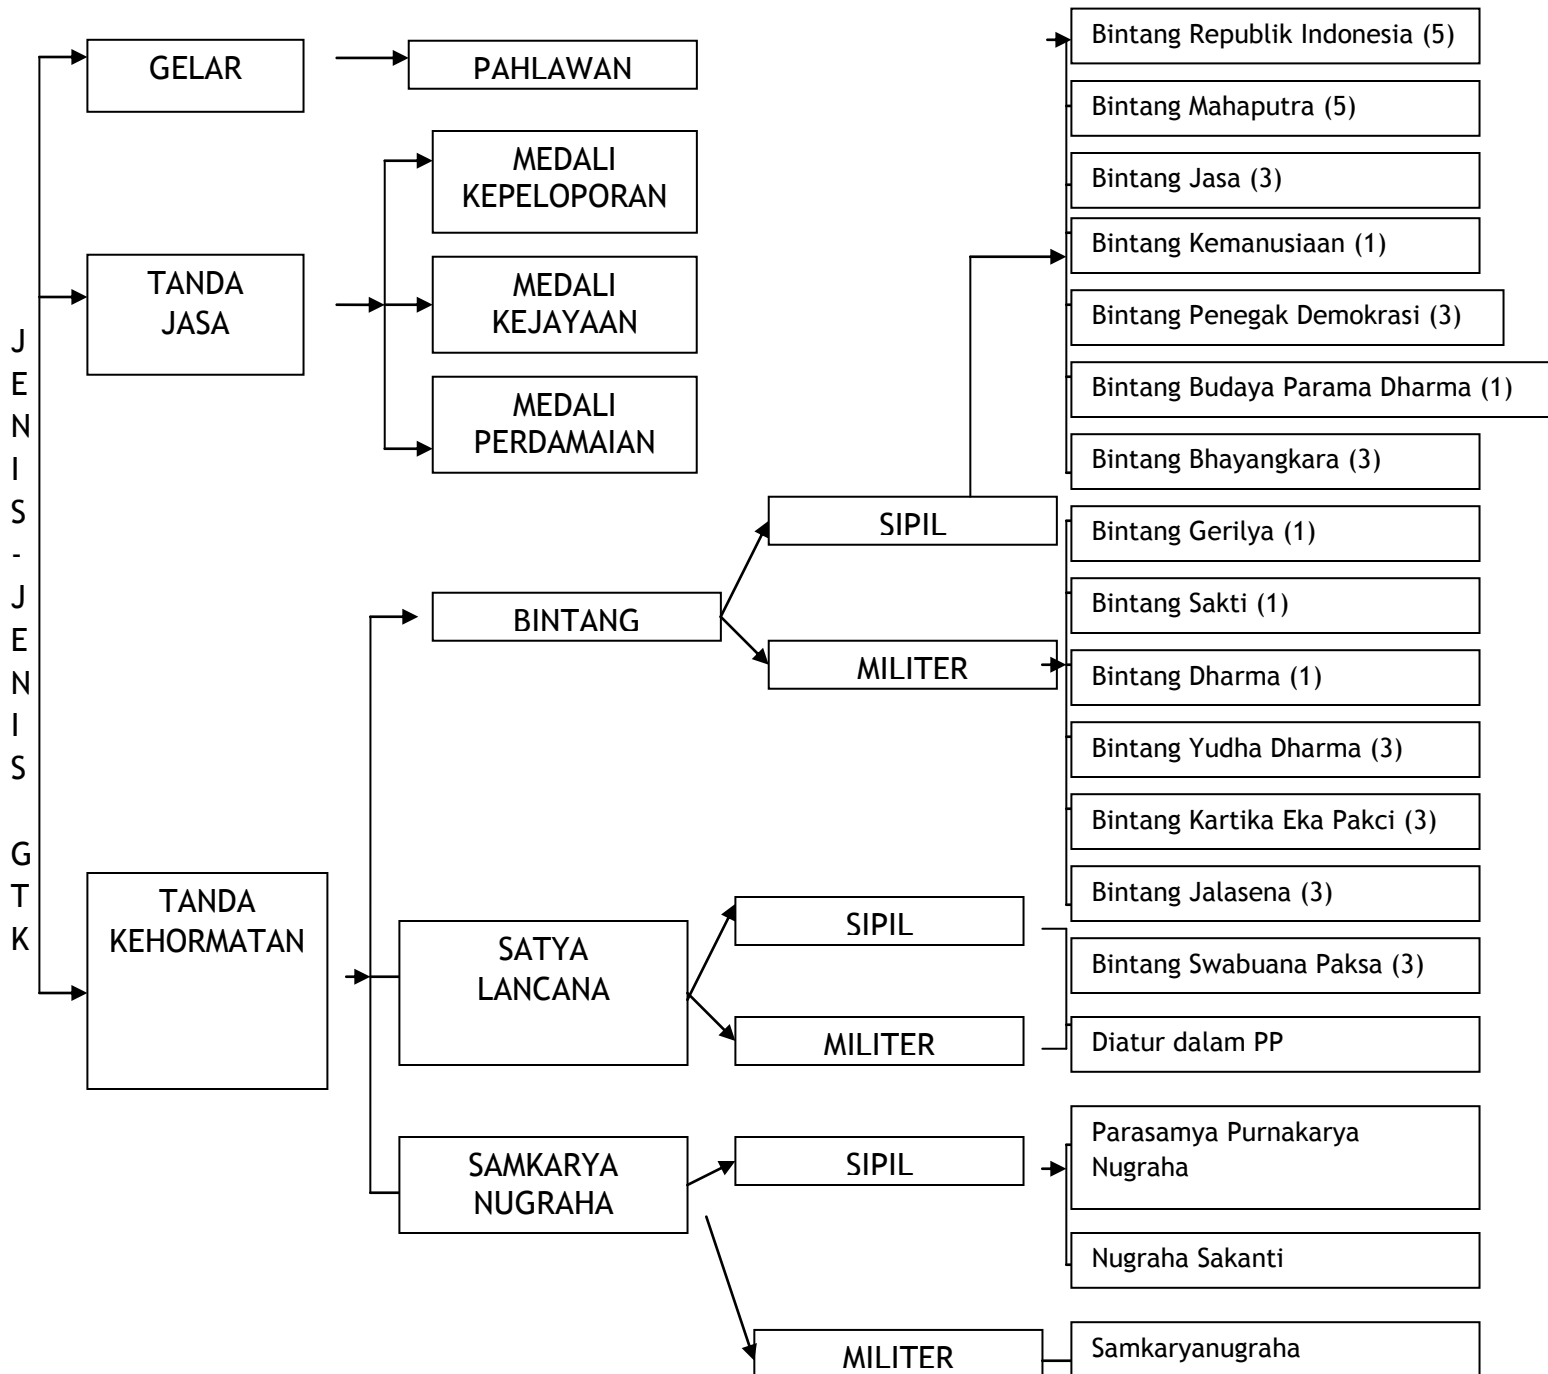 JENIS-JENIS GTK
GELAR
PAHLAWAN
TANDA
JASA
MEDALI
KEPELOPORAN
MEDALI
KEJAYAAN
MEDALI
PERDAMAIAN
TANDA
KEHORMATAN
BINTANG
SIPIL
Bintang Republik Indonesia (5)
Bintang Mahaputra (5)
Bintang Jasa (3)
Bintang Kemanusiaan (1)
Bintang Penegak Demokrasi (3)
Bintang Budaya Parama Dharma (1)
Bintang Bhayangkara (3)
MILITER
Bintang Gerilya (1)
Bintang Sakti (1)
Bintang Dharma (1)
Bintang Yudha Dharma (3)
Bintang Kartika Eka Pakci (3)
Bintang Jalasena (3)
Bintang Swabuana Paksa (3)
SATYA
LANCANA
SIPIL
MILITER
Diatur dalam PP
SAMKARYA
NUGRAHA
SIPIL
Parasamya Purnakarya
Nugraha
Nugraha Sakanti
MILITER
Samkaryanugraha